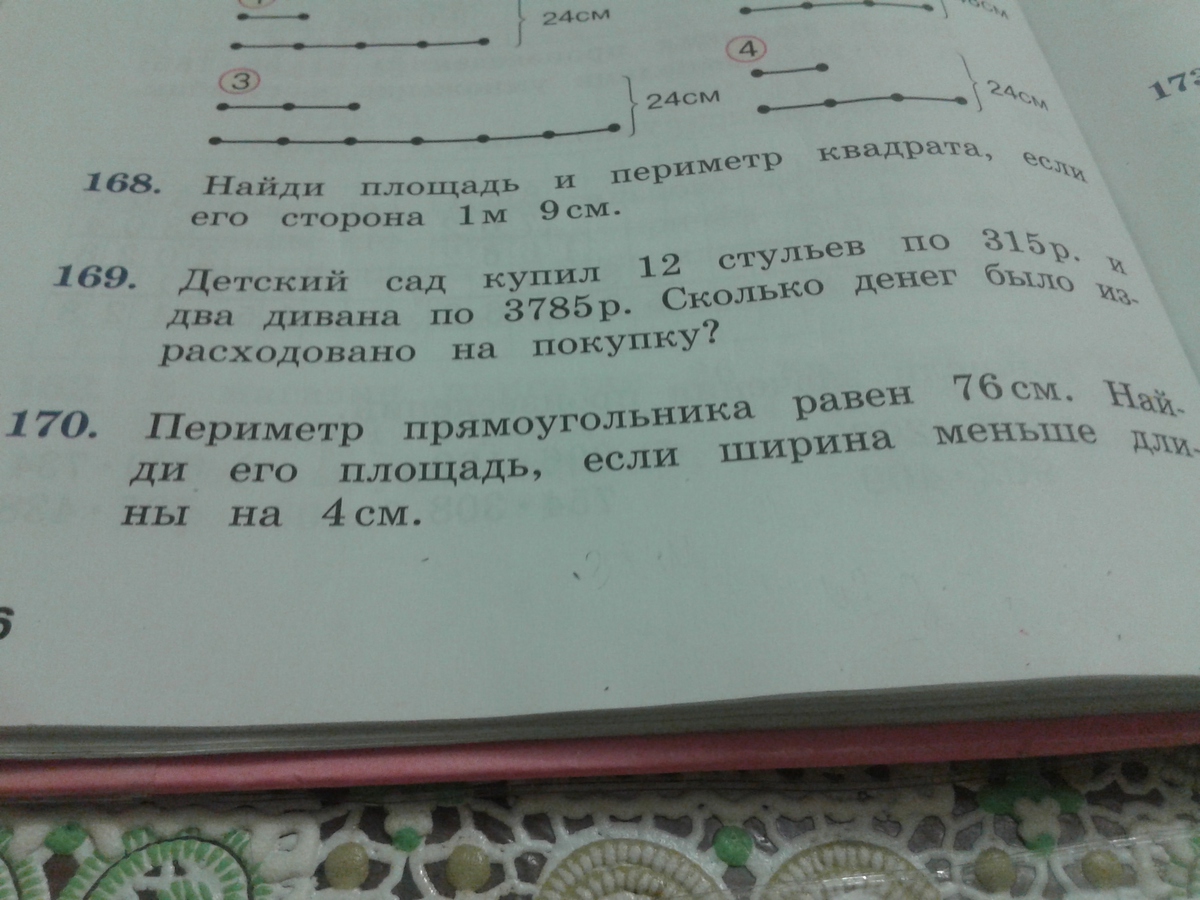 24см
3
24см
4
24см
168. Найди площадь и периметр квадрата, если
его сторона 1м 9см.
169. Детский сад купил 12 стульев по 315р. и
два дивана по 3785р. Сколько денег было из-
расходовано на покупку?
170. Периметр прямоугольника равен 76см. Най-
ди его площадь, если ширина меньше дли-
ны на 4см.